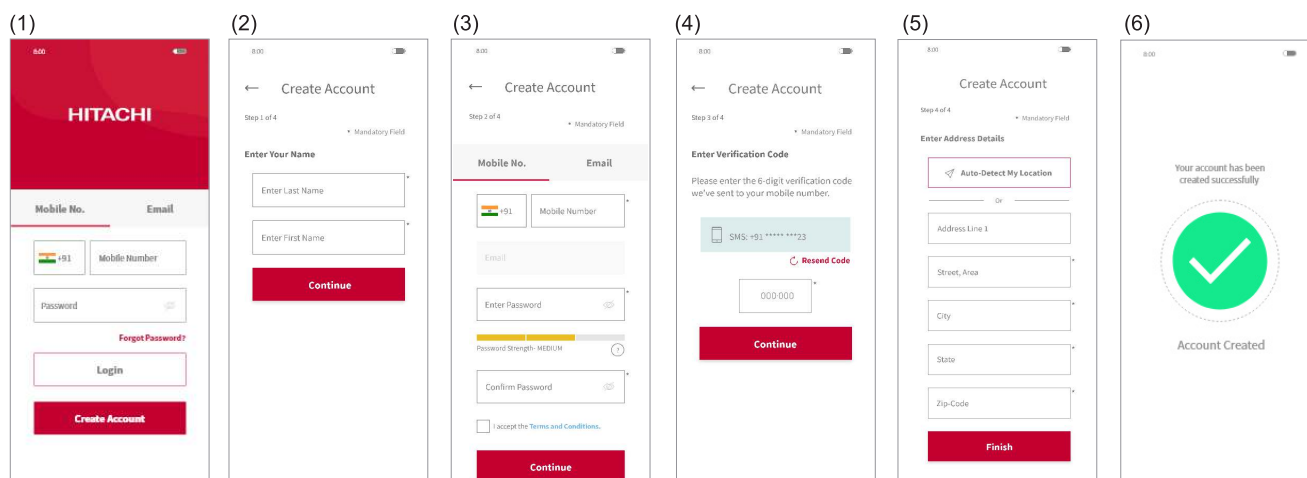 (1)
8:00
HITACHI
Mobile No. Email
+91 Mobile Number
Password
Forgot Password?
Login
Create Account
(2)
8:00
← Create Account
Step 1 of 4
* Mandatory Field
Enter Your Name
Enter Last Name *
Enter First Name *
Continue
(3)
8:00
← Create Account
Step 2 of 4
* Mandatory Field
Mobile No. Email
+91 Mobile Number *
Email
Enter Password *
Password Strength- MEDIUM ?
Confirm Password *
I accept the Terms and Conditions.
Continue
(4)
8:00
← Create Account
Step 3 of 4
* Mandatory Field
Enter Verification Code
Please enter the 6-digit verification code
we've sent to your mobile number.
SMS: +91 ***** ***23
Resend Code
000-000 *
Continue
(5)
8:00
Create Account
Step 4 of 4
* Mandatory Field
Enter Address Details
Auto-Detect My Location
Or
Address Line 1
Street, Area *
City *
State *
Zip-Code *
Finish
(6)
8:00
Your account has been
created successfully
Account Created